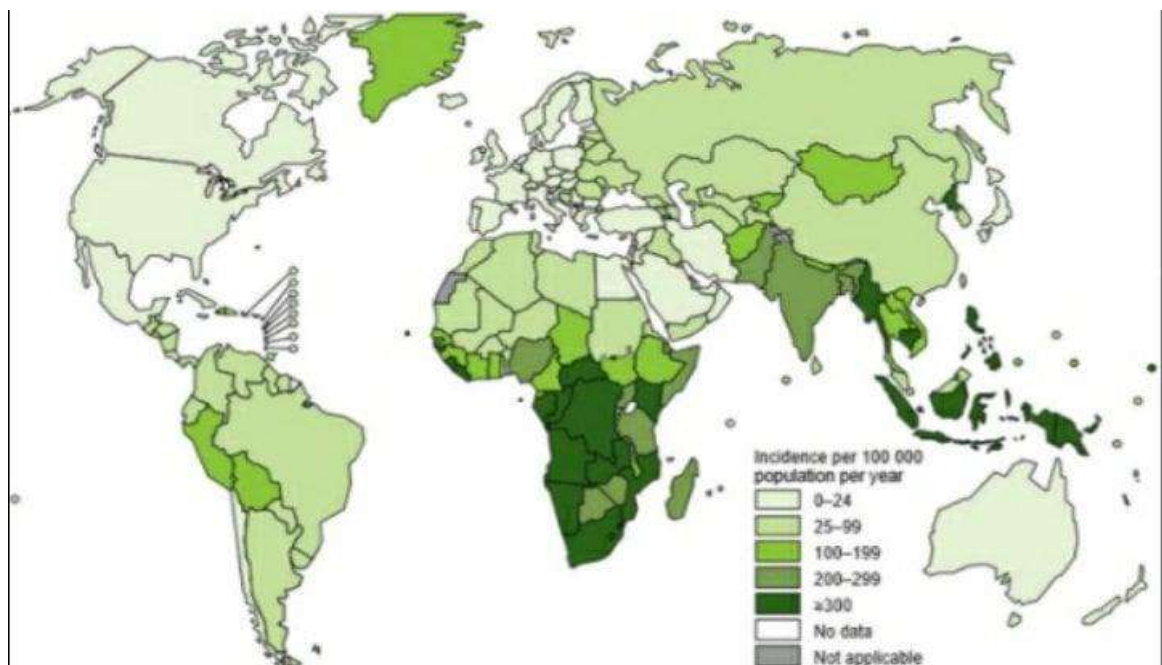 Incidence per 100 000
population per year
0–24
25–99
100–199
200–299
≥300
No data
Not applicable